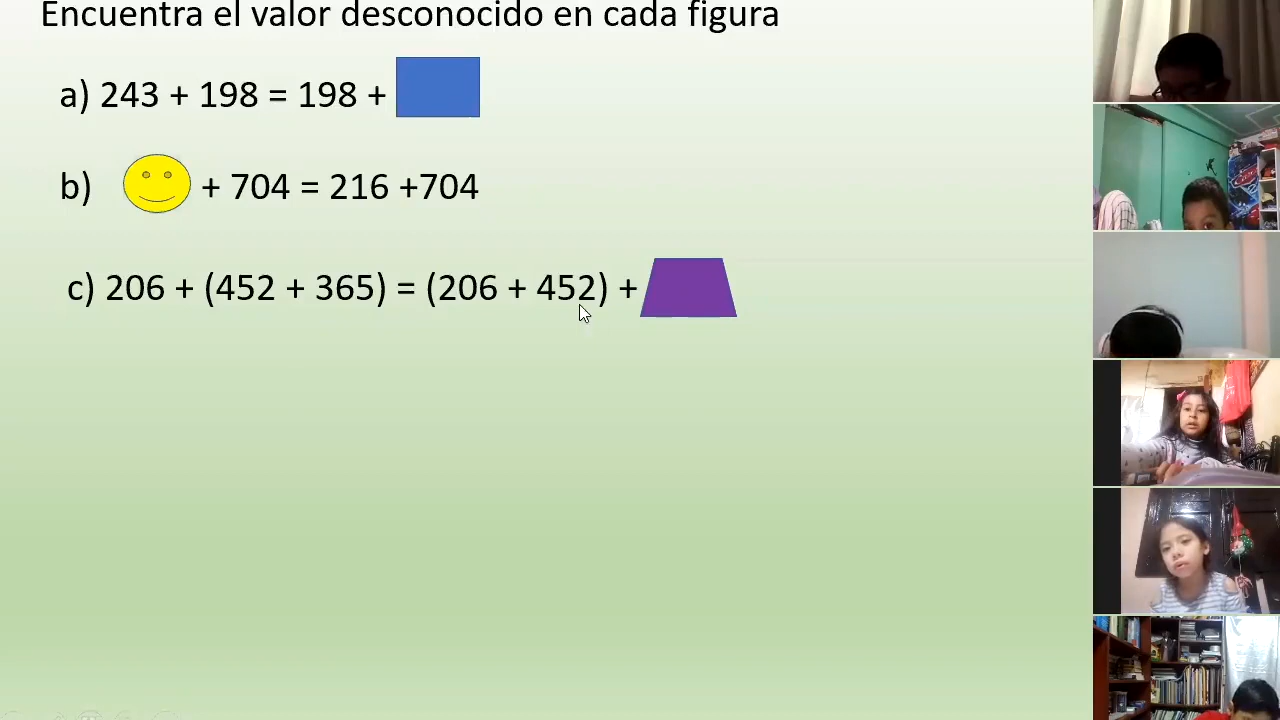 Encuentra el valor desconocido en cada figura
a) 243 + 198 = 198 +
b) + 704 = 216 +704
c) 206 + (452 + 365) = (206 + 452) +